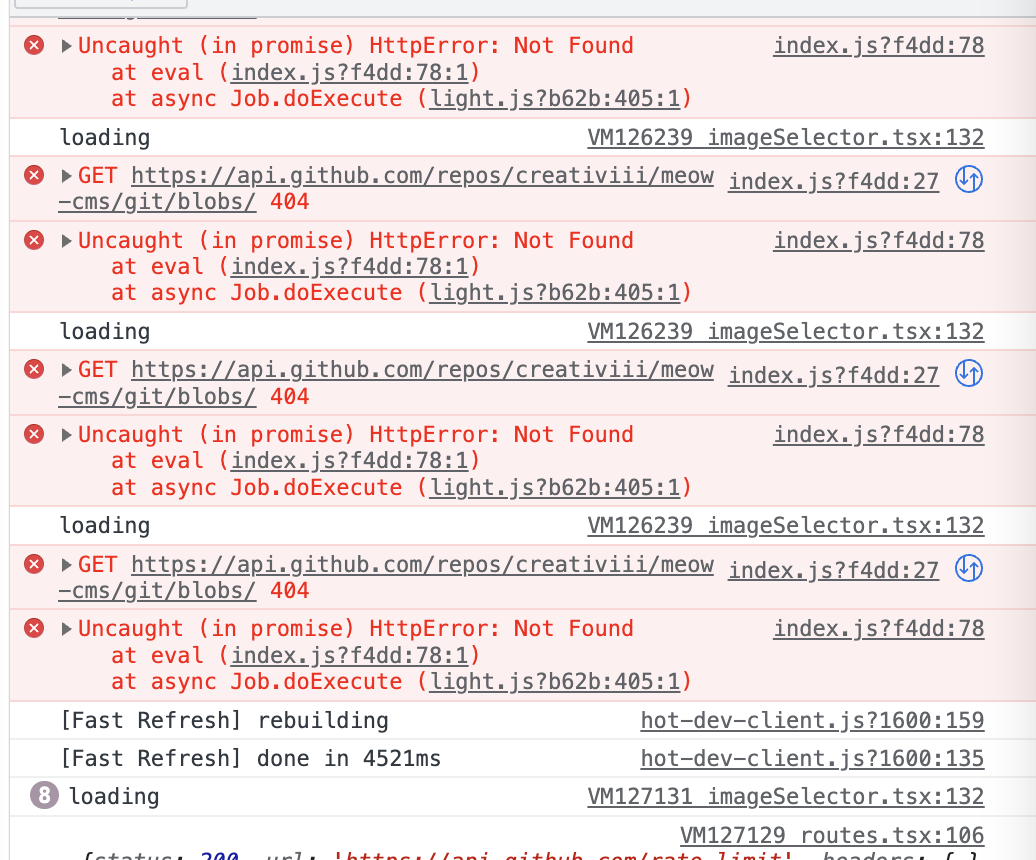 Uncaught (in promise) HttpError: Not Found index.js?f4dd:78
at eval (index.js?f4dd:78:1)
at async Job.doExecute (light.js?b62b:405:1)
loading VM126239 imageSelector.tsx:132
GET https://api.github.com/repos/creativiii/meow index.js?f4dd:27
-cms/git/blobs/ 404
Uncaught (in promise) HttpError: Not Found index.js?f4dd:78
at eval (index.js?f4dd:78:1)
at async Job.doExecute (light.js?b62b:405:1)
loading VM126239 imageSelector.tsx:132
GET https://api.github.com/repos/creativiii/meow index.js?f4dd:27
-cms/git/blobs/ 404
Uncaught (in promise) HttpError: Not Found index.js?f4dd:78
at eval (index.js?f4dd:78:1)
at async Job.doExecute (light.js?b62b:405:1)
loading VM126239 imageSelector.tsx:132
GET https://api.github.com/repos/creativiii/meow index.js?f4dd:27
-cms/git/blobs/ 404
Uncaught (in promise) HttpError: Not Found index.js?f4dd:78
at eval (index.js?f4dd:78:1)
at async Job.doExecute (light.js?b62b:405:1)
[Fast Refresh] rebuilding hot-dev-client.js?1600:159
[Fast Refresh] done in 4521ms hot-dev-client.js?1600:135
8 loading VM127131 imageSelector.tsx:132
VM127129 routes.tsx:106
{status: 200, url: 'https://api.github.com/rate_limit', headers: {…}